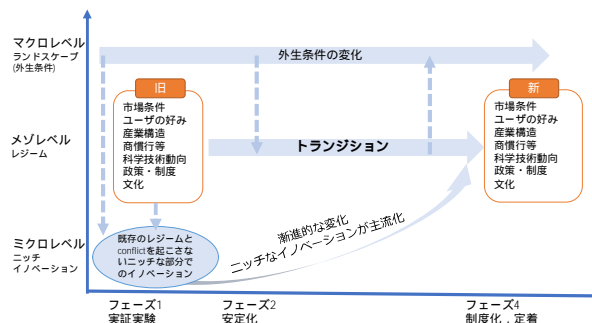 マクロレベル
ランドスケープ
(外生条件)
外生条件の変化
旧
市場条件
ユーザの好み
産業構造
商慣行等
科学技術動向
政策・制度
文化
新
市場条件
ユーザの好み
産業構造
商慣行等
科学技術動向
政策・制度
文化
メゾレベル
レジーム
トランジション
漸進的な変化
ニッチなイノベーションが主流化
ミクロレベル
ニッチ
イノベーション
既存のレジームと
conflictを起こさな
いニッチな部分で
のイノベーション
フェーズ1
実証実験
フェーズ2
安定化
フェーズ4
制度化，定着